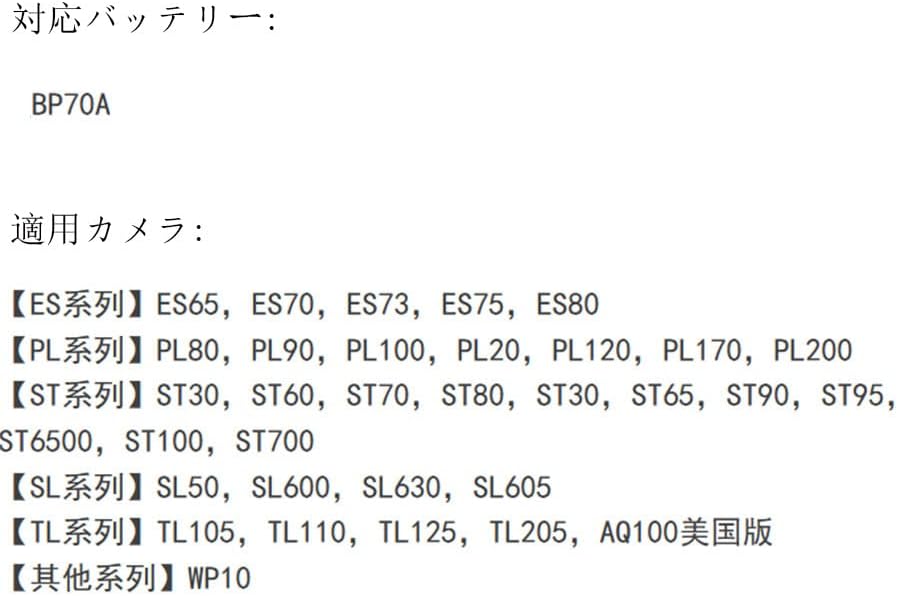 対応バッテリー:
BP70A
適用カメラ:
【ES系列】ES65, ES70, ES73, ES75, ES80
【PL系列】PL80, PL90, PL100, PL20, PL120, PL170, PL200
【ST系列】ST30, ST60, ST70, ST80, ST30, ST65, ST90, ST95,
ST6500, ST100, ST700
【SL系列】SL50, SL600, SL630, SL605
【TL系列】TL105, TL110, TL125, TL205, AQ100美国版
【其他系列】WP10